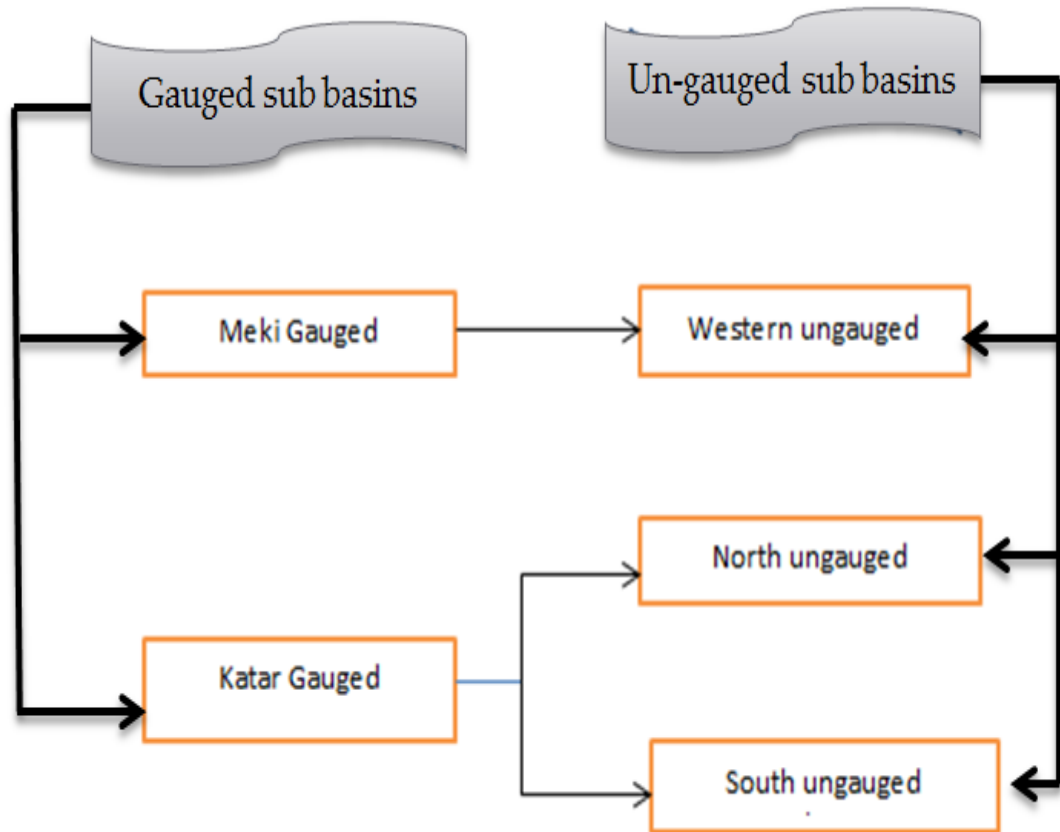 Gauged sub basins
Un-gauged sub basins
Meki Gauged
Western ungauged
North ungauged
Katar Gauged
South ungauged